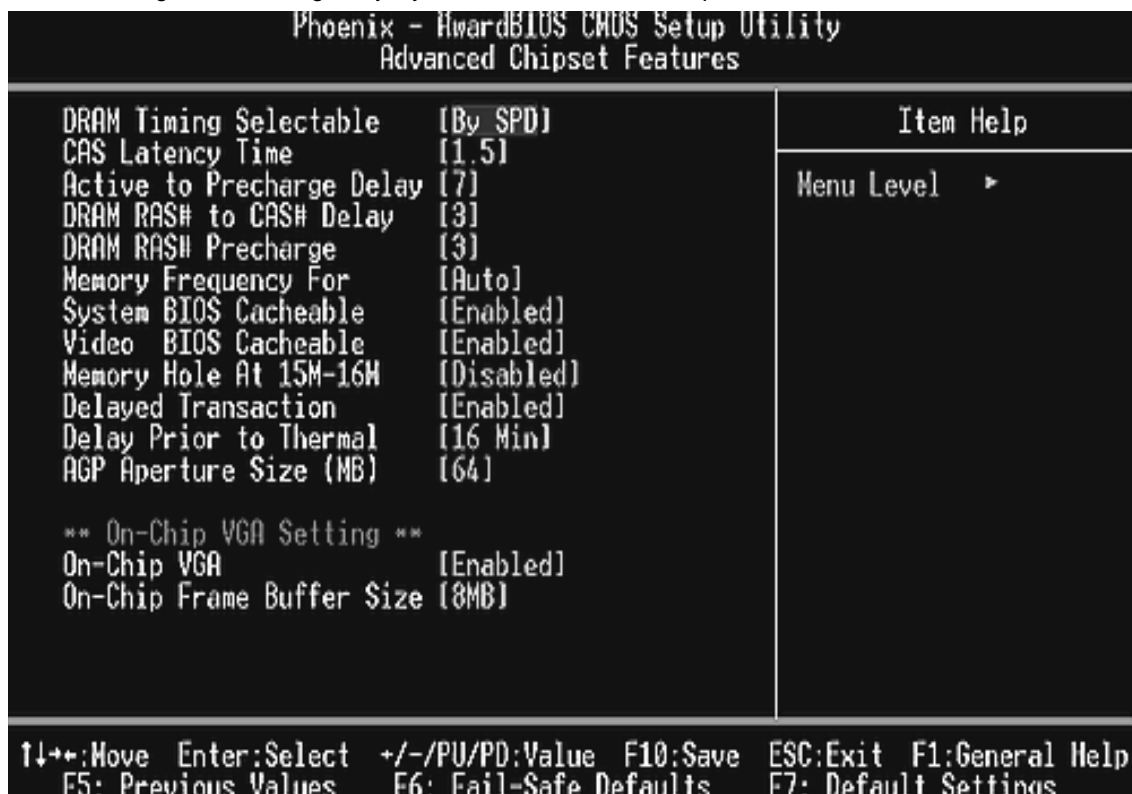 Phoenix - AwardBIOS CMOS Setup Utility
Advanced Chipset Features
DRAM Timing Selectable [By SPD]
CAS Latency Time [1.5]
Active to Precharge Delay [7]
DRAM RAS# to CAS# Delay [3]
DRAM RAS# Precharge [3]
Memory Frequency For [Auto]
System BIOS Cacheable [Enabled]
Video BIOS Cacheable [Enabled]
Memory Hole At 15M-16M [Disabled]
Delayed Transaction [Enabled]
Delay Prior to Thermal [16 Min]
AGP Aperture Size (MB) [64]
** On-Chip VGA Setting **
On-Chip VGA [Enabled]
On-Chip Frame Buffer Size [8MB]
Item Help
Menu Level ►
↑↓→←:Move Enter:Select +/-/PU/PD:Value F10:Save ESC:Exit F1:General Help
F5: Previous Values F6: Fail-Safe Defaults F7: Default Settings